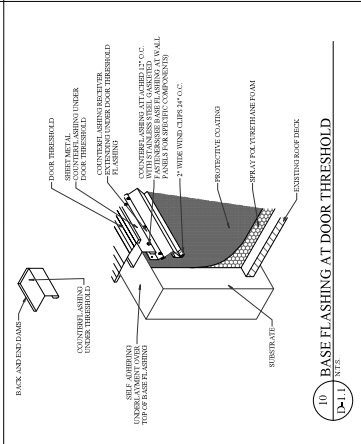 BACK AND END DAMS
COUNTERFLASHING
UNDER THRESHOLD
DOOR THRESHOLD
SHEET METAL
COUNTERFLASHING UNDER
DOOR THRESHOLD
COUNTERFLASHING RECEIVER
EXTENDING UNDER DOOR THRESHOLD
FLASHING
COUNTERFLASHING ATTACHED 12" O.C.
WITH STAINLESS STEEL GASKETED
FASTENERS(SEE BASE FLASHING AT WALL
PANELS FOR SPECIFIC COMPONENTS)
2" WIDE WIND CLIPS 24" O.C.
PROTECTIVE COATING
SPRAY POLYURETHANE FOAM
EXISTING ROOF DECK
SELF ADHERING
UNDERLAYMENT OVER
TOP OF BASE FLASHING
SUBSTRATE
10
D-1.1
BASE FLASHING AT DOOR THRESHOLD
N.T.S.